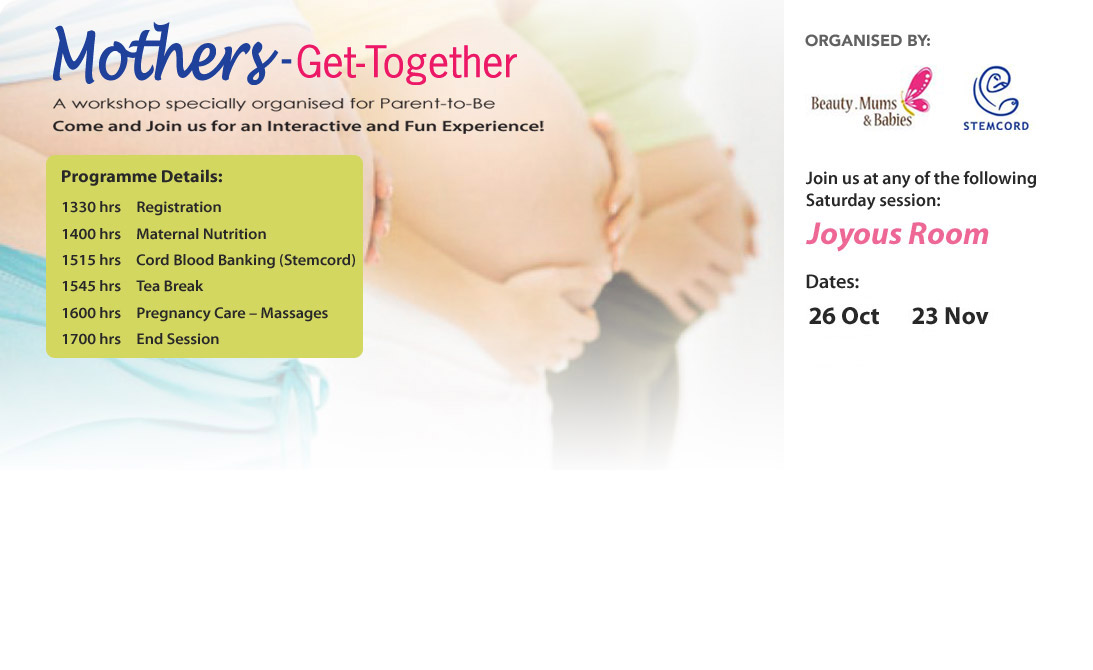 Mothers - Get-Together
A workshop specially organised for Parent-to-Be
Come and Join us for an Interactive and Fun Experience!
Programme Details:
1330 hrs Registration
1400 hrs Maternal Nutrition
1515 hrs Cord Blood Banking (Stemcord)
1545 hrs Tea Break
1600 hrs Pregnancy Care – Massages
1700 hrs End Session
ORGANISED BY:
Beauty.Mums
& Babies
STEMCORD
Join us at any of the following
Saturday session:
Joyous Room
Dates:
26 Oct 23 Nov